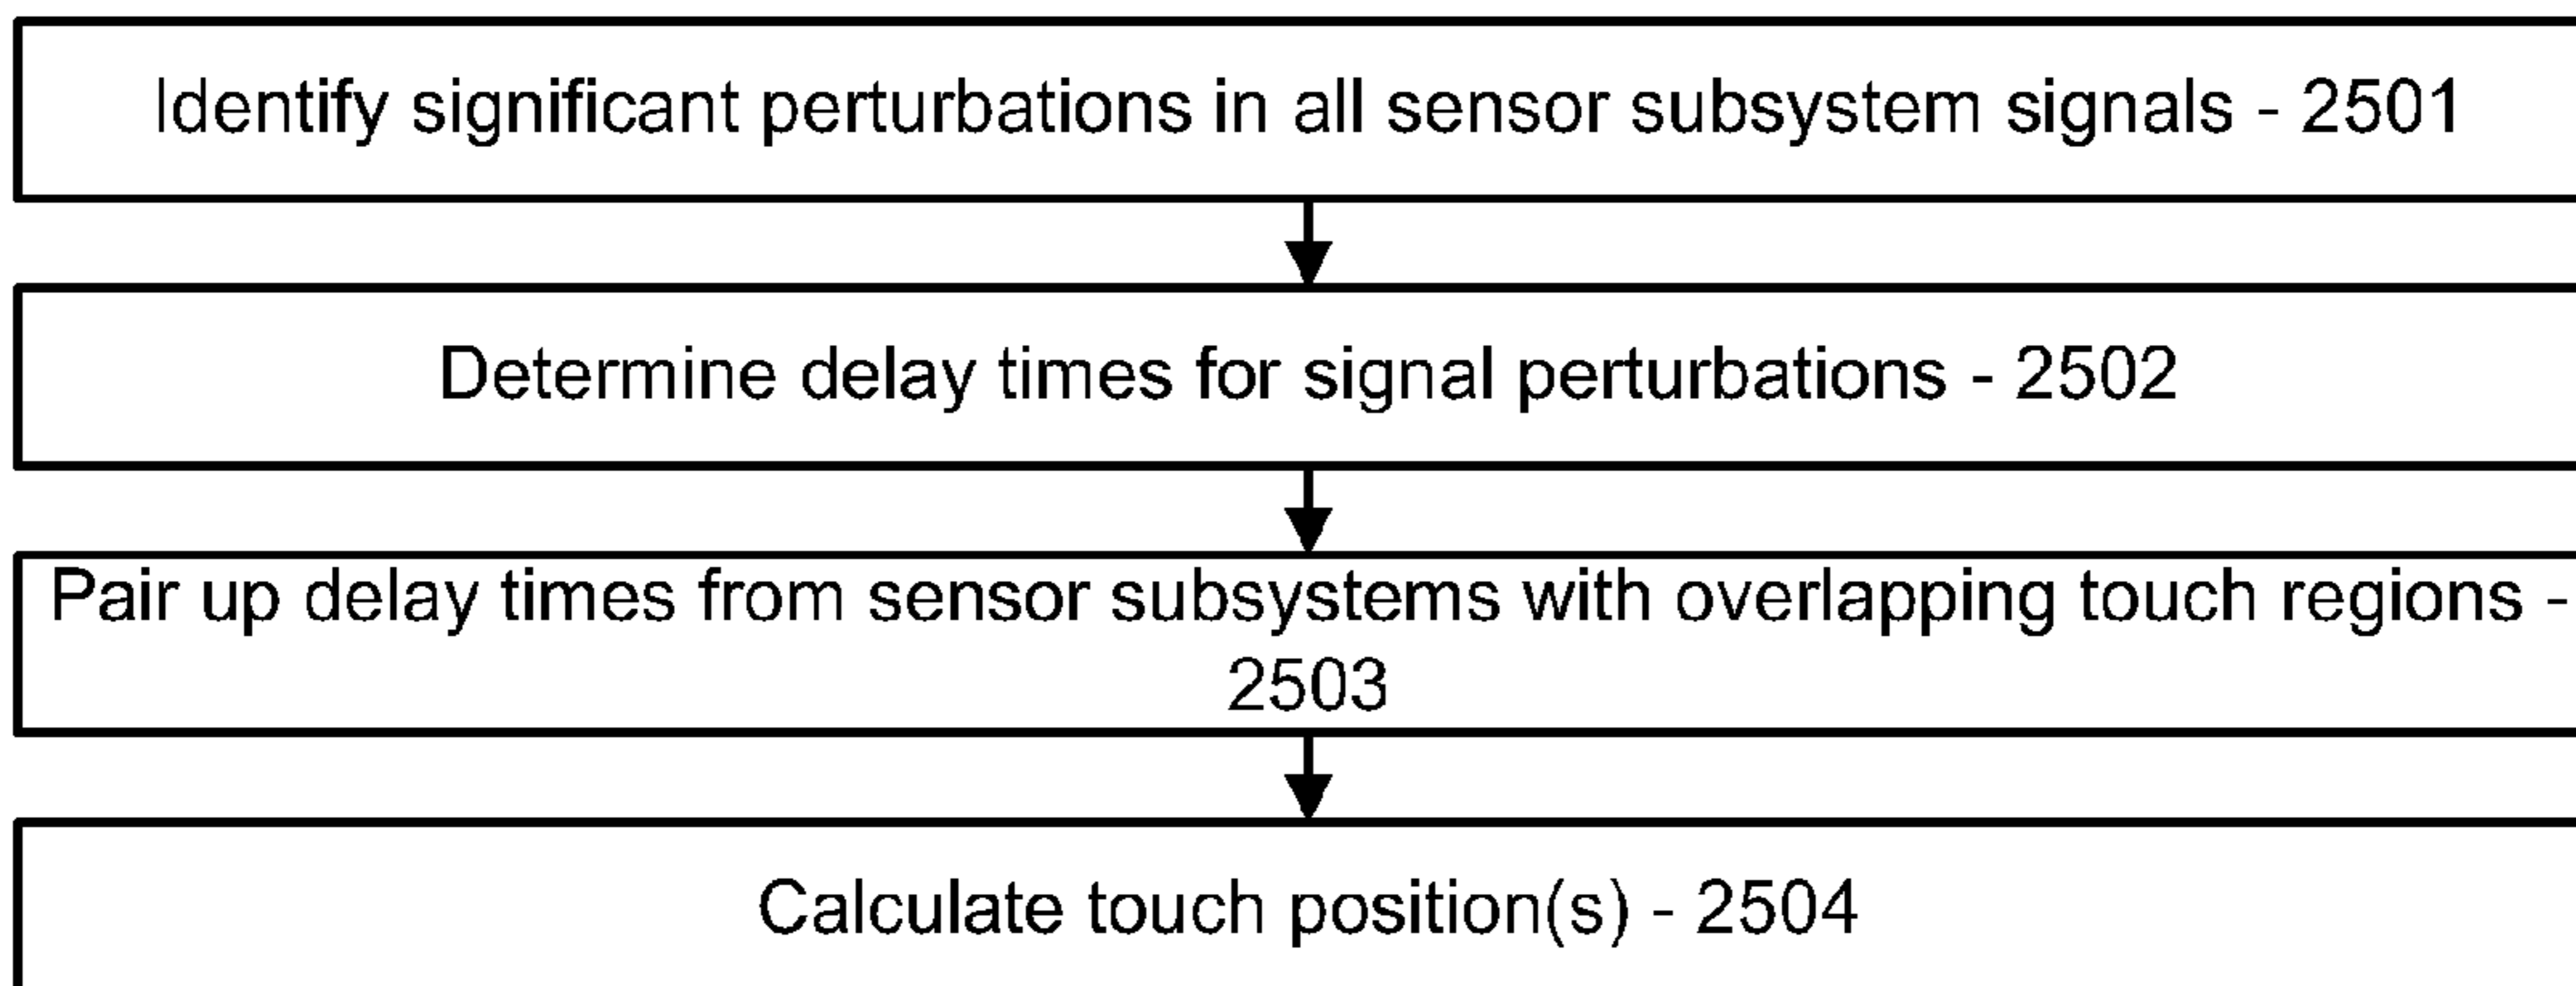 Identify significant perturbations in all sensor subsystem signals - 2501
Determine delay times for signal perturbations - 2502
Pair up delay times from sensor subsystems with overlapping touch regions -
2503
Calculate touch position(s) - 2504